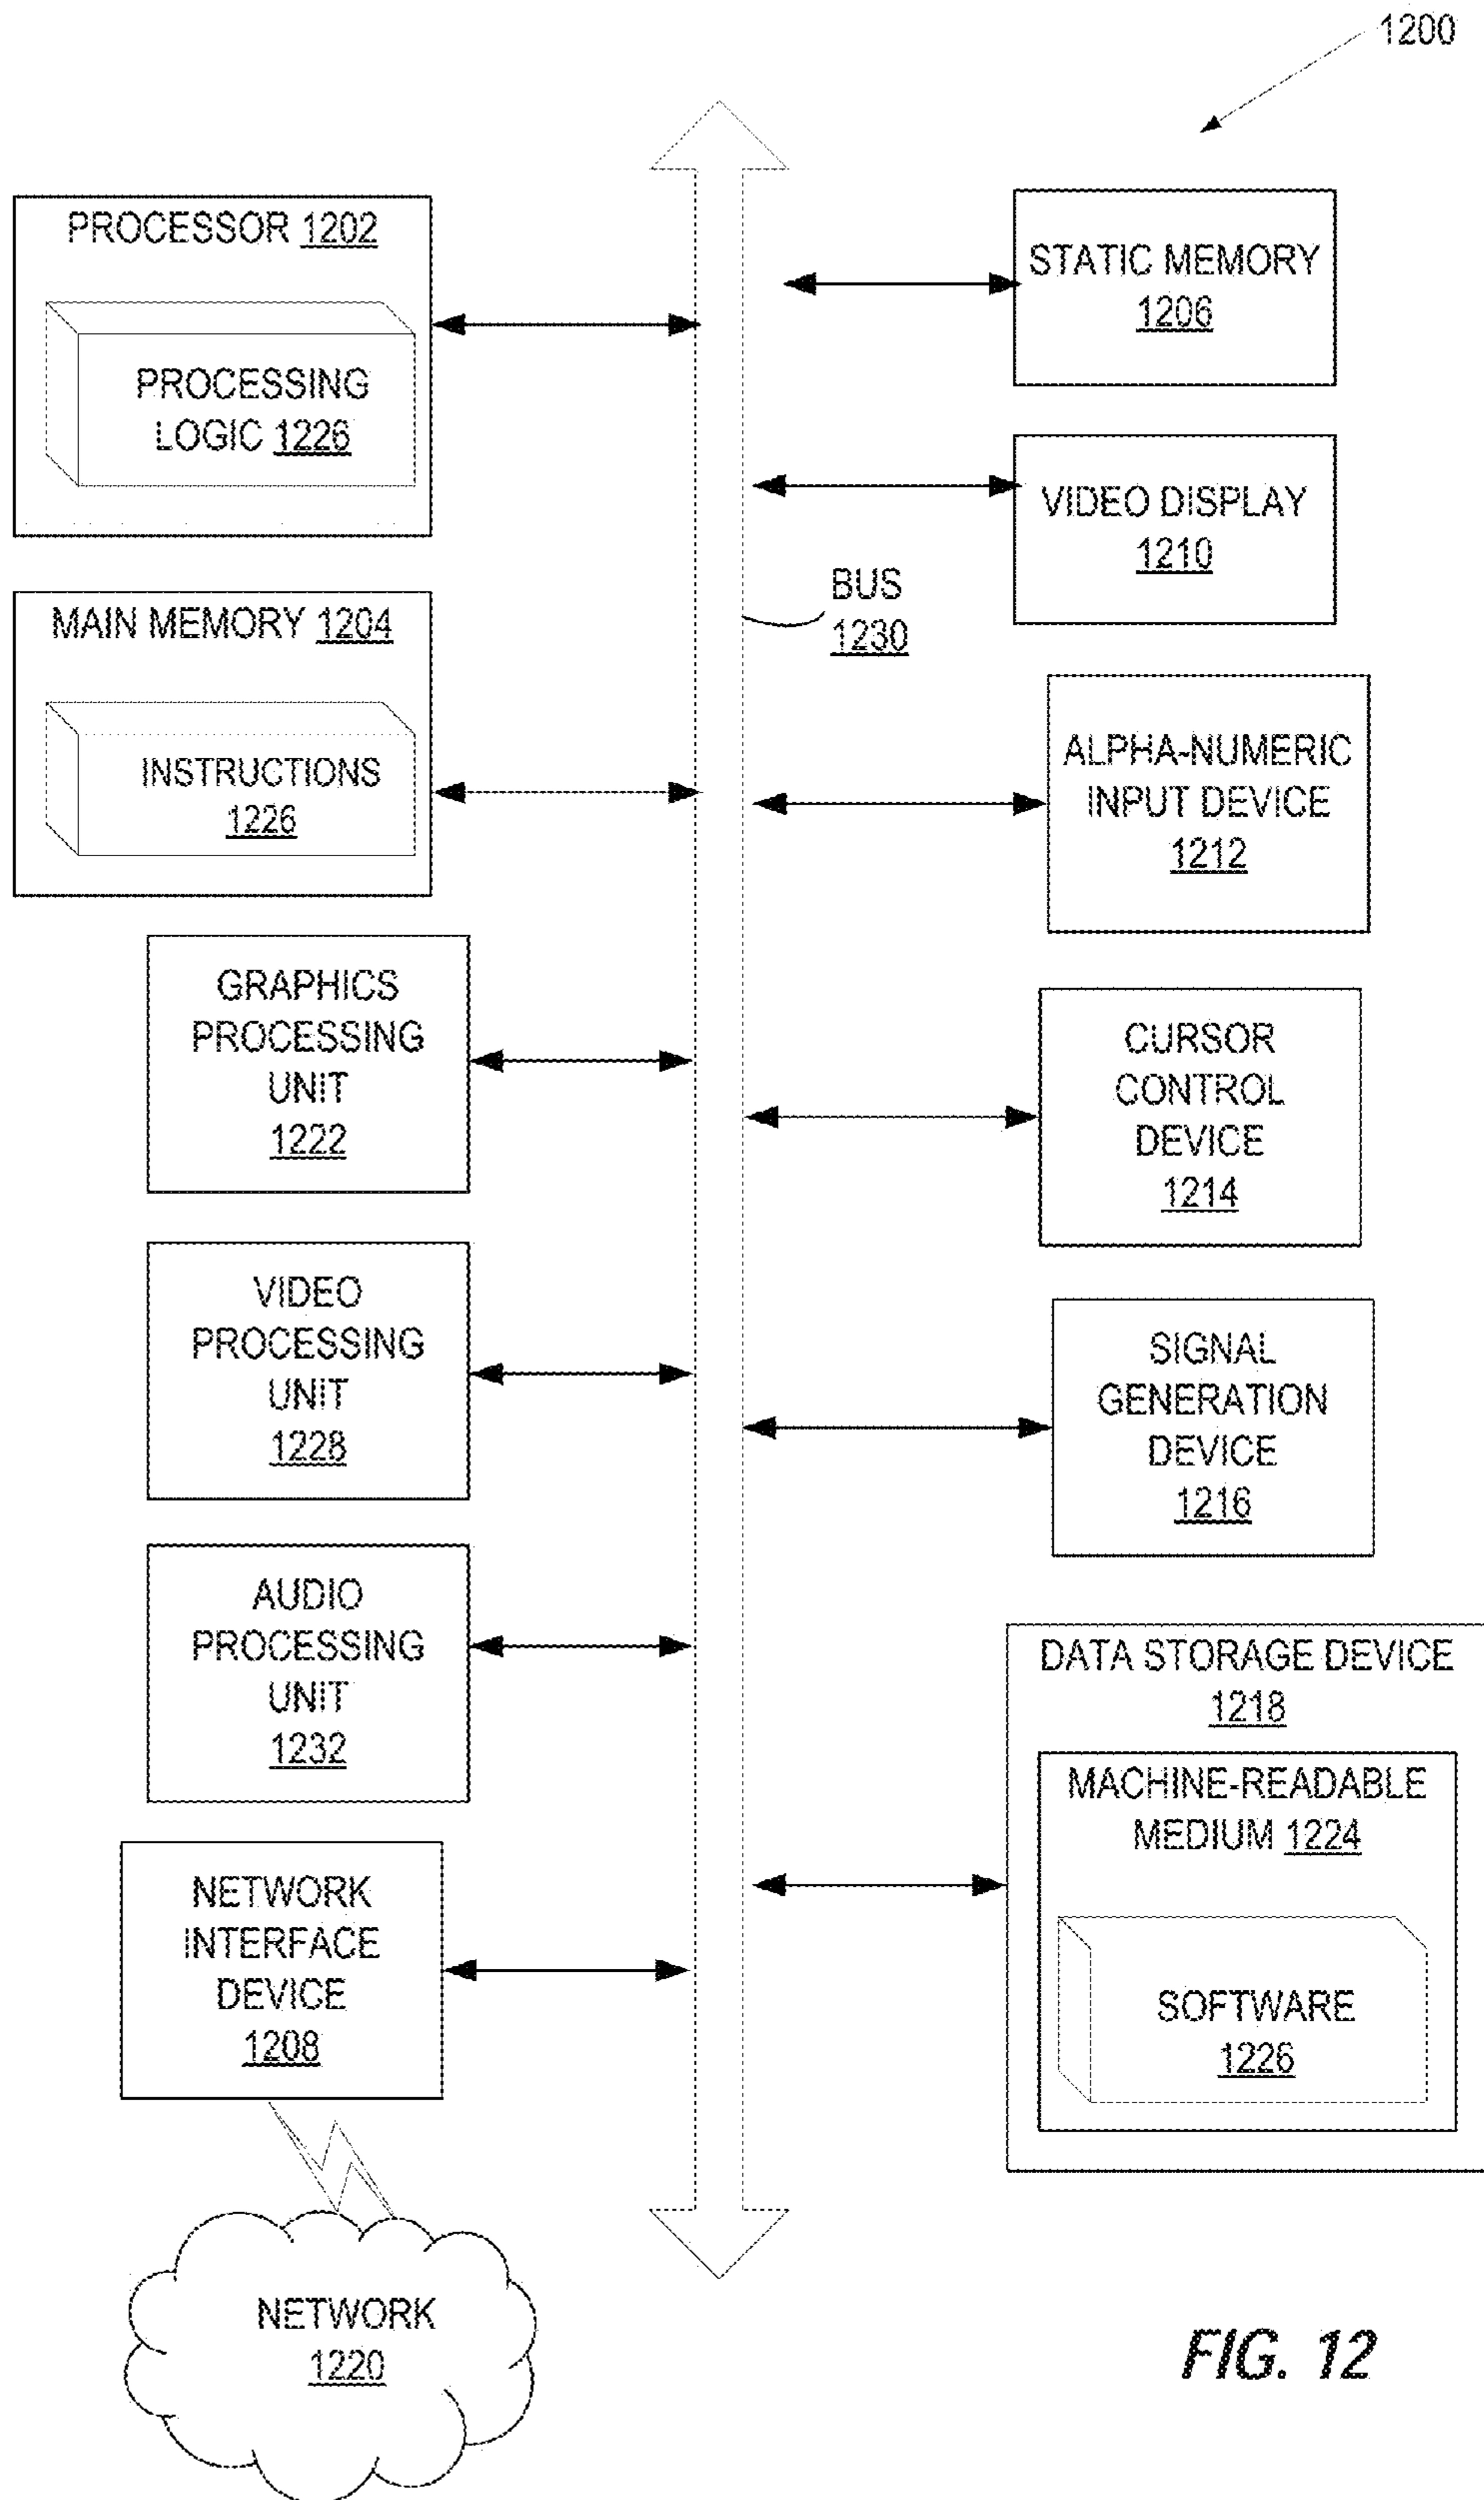 1200
PROCESSOR 1202
PROCESSING
LOGIC 1226
MAIN MEMORY 1204
INSTRUCTIONS
1226
GRAPHICS
PROCESSING
UNIT
1222
VIDEO
PROCESSING
UNIT
1228
AUDIO
PROCESSING
UNIT
1232
NETWORK
INTERFACE
DEVICE
1208
NETWORK
1220
BUS
1230
STATIC MEMORY
1206
VIDEO DISPLAY
1210
ALPHA-NUMERIC
INPUT DEVICE
1212
CURSOR
CONTROL
DEVICE
1214
SIGNAL
GENERATION
DEVICE
1216
DATA STORAGE DEVICE
1218
MACHINE-READABLE
MEDIUM 1224
SOFTWARE
1226
FIG. 12